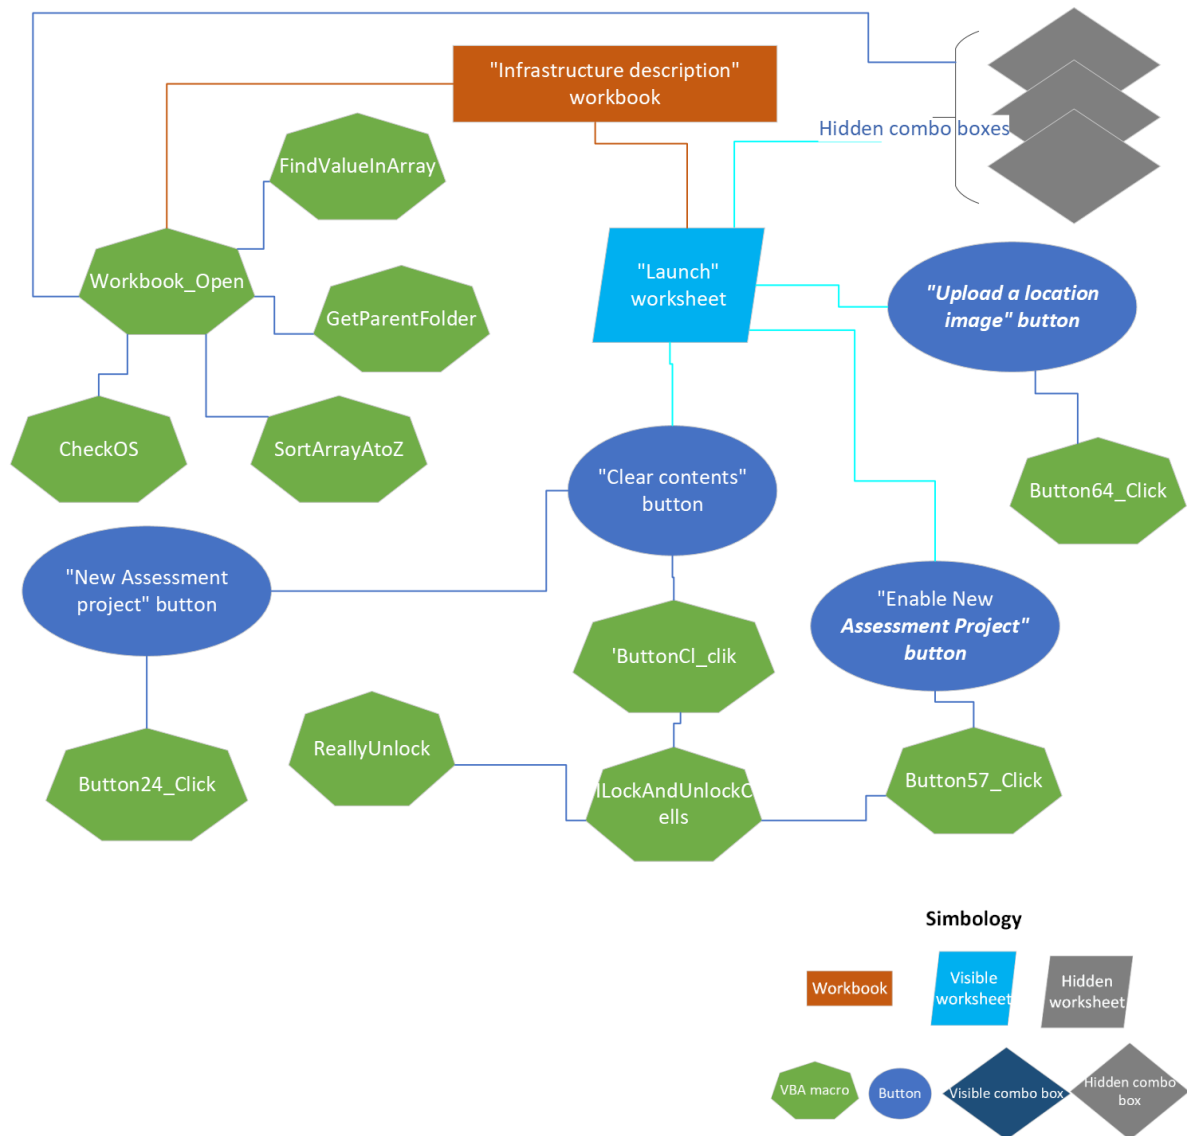 "Infrastructure description"
workbook
Hidden combo boxes
FindValueInArray
Workbook_Open
"Launch"
worksheet
GetParentFolder
"Upload a location
image" button
CheckOS
SortArrayAtoZ
"Clear contents"
button
Button64_Click
"New Assessment
project" button
"Enable New
Assessment Project"
button
'ButtonCl_clik
ReallyUnlock
Button24_Click
lLockAndUnlockC
ells
Button57_Click
Simbology
Workbook
Visible
worksheet
Hidden
worksheet
VBA macro
Button
Visible combo box
Hidden combo
box